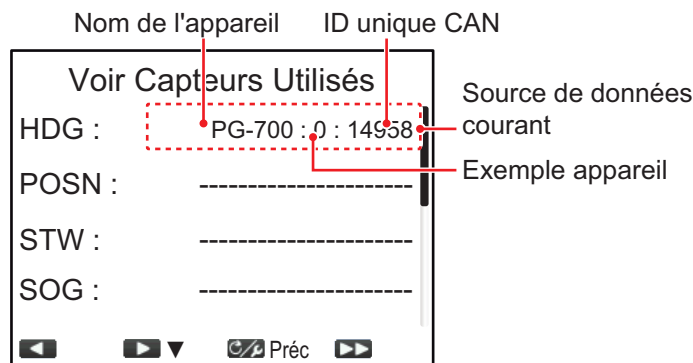 Nom de l'appareil
ID unique CAN
Voir Capteurs Utilisés
HDG : PG-700 : 0 : 14958
Source de données
courant
Exemple appareil
POSN : ---------------------
STW : ---------------------
SOG : ---------------------
Préc